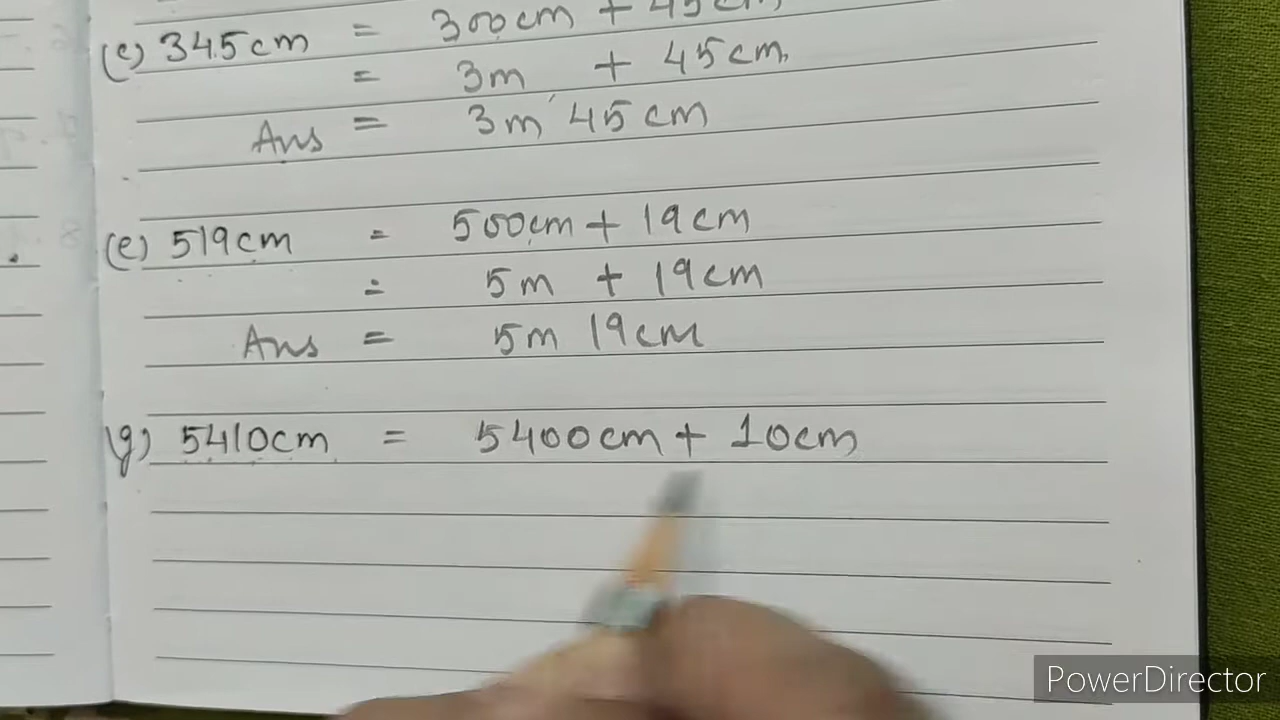 (c) 345cm = 300cm + 45cm
= 3m + 45cm
Ans = 3m 45cm
(e) 519cm = 500cm + 19cm
= 5m + 19cm
Ans = 5m 19cm
(g) 5410cm = 5400cm + 10cm
PowerDirector